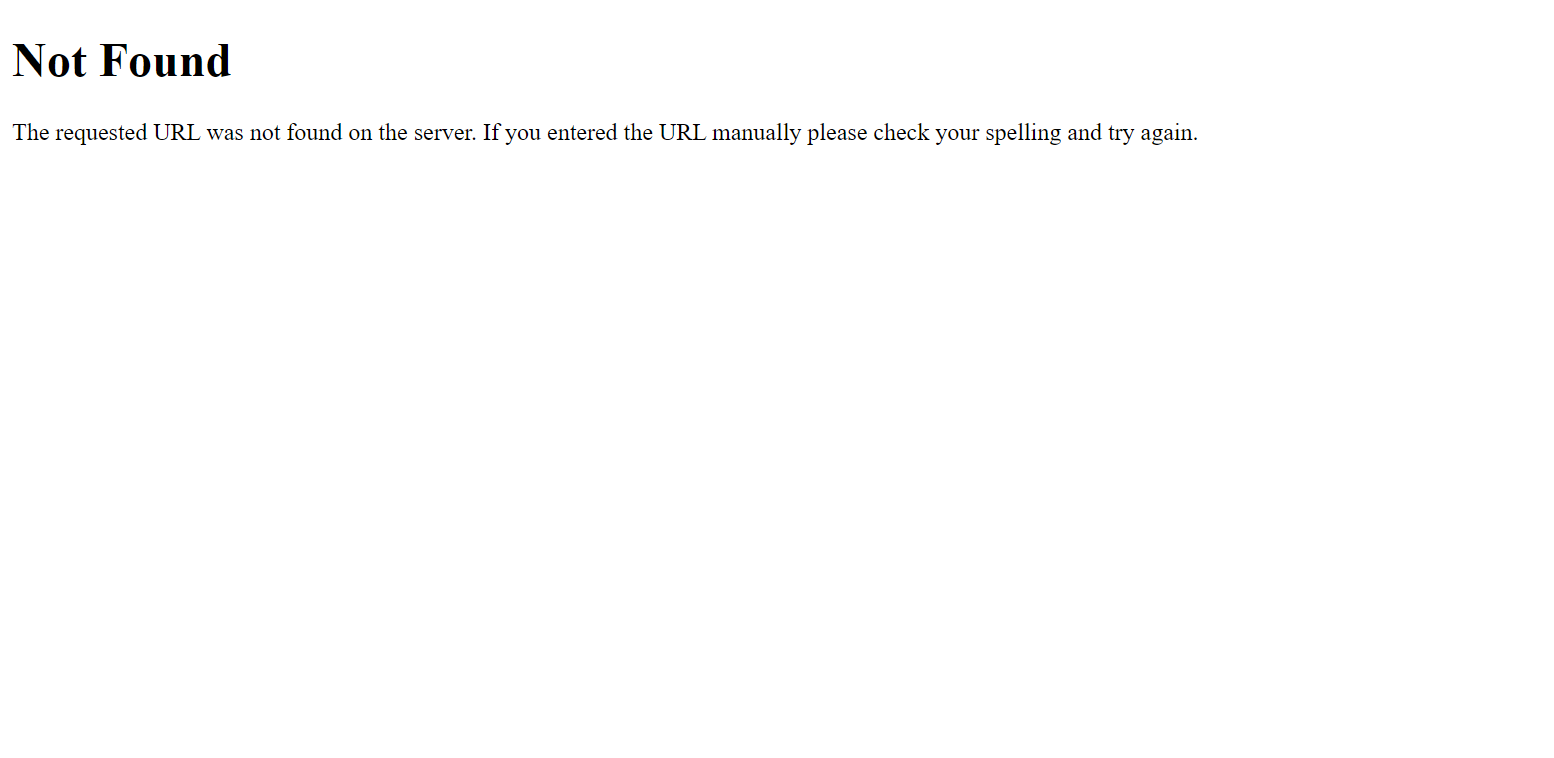 Not Found
The requested URL was not found on the server. If you entered the URL manually please check your spelling and try again.